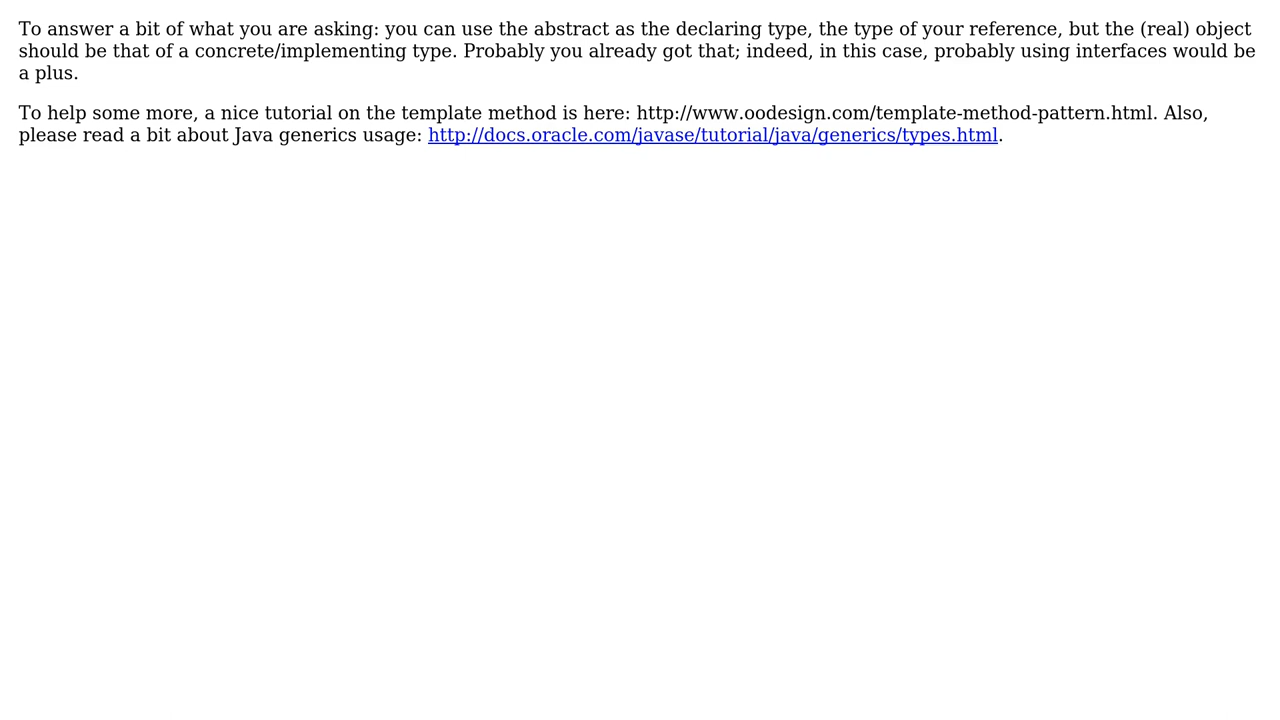 To answer a bit of what you are asking: you can use the abstract as the declaring type, the type of your reference, but the (real) object
should be that of a concrete/implementing type. Probably you already got that; indeed, in this case, probably using interfaces would be
a plus.
To help some more, a nice tutorial on the template method is here: http://www.oodesign.com/template-method-pattern.html. Also,
please read a bit about Java generics usage: http://docs.oracle.com/javase/tutorial/java/generics/types.html.